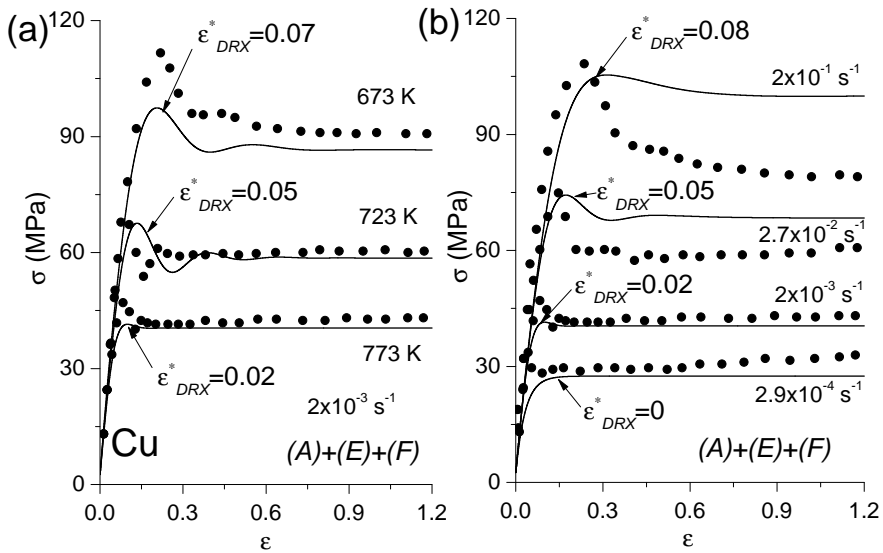 (a)
120
90
60
30
0
σ (MPa)
ε*DRX=0.07
673 K
ε*DRX=0.05
723 K
773 K
ε*DRX=0.02
2x10-3 s-1
Cu
(A)+(E)+(F)
0.0 0.3 0.6 0.9 1.2
ε
(b)
120
90
60
30
0
σ (MPa)
ε*DRX=0.08
2x10-1 s-1
ε*DRX=0.05
2.7x10-2 s-1
ε*DRX=0.02
2x10-3 s-1
2.9x10-4 s-1
ε*DRX=0
(A)+(E)+(F)
0.0 0.3 0.6 0.9 1.2
ε